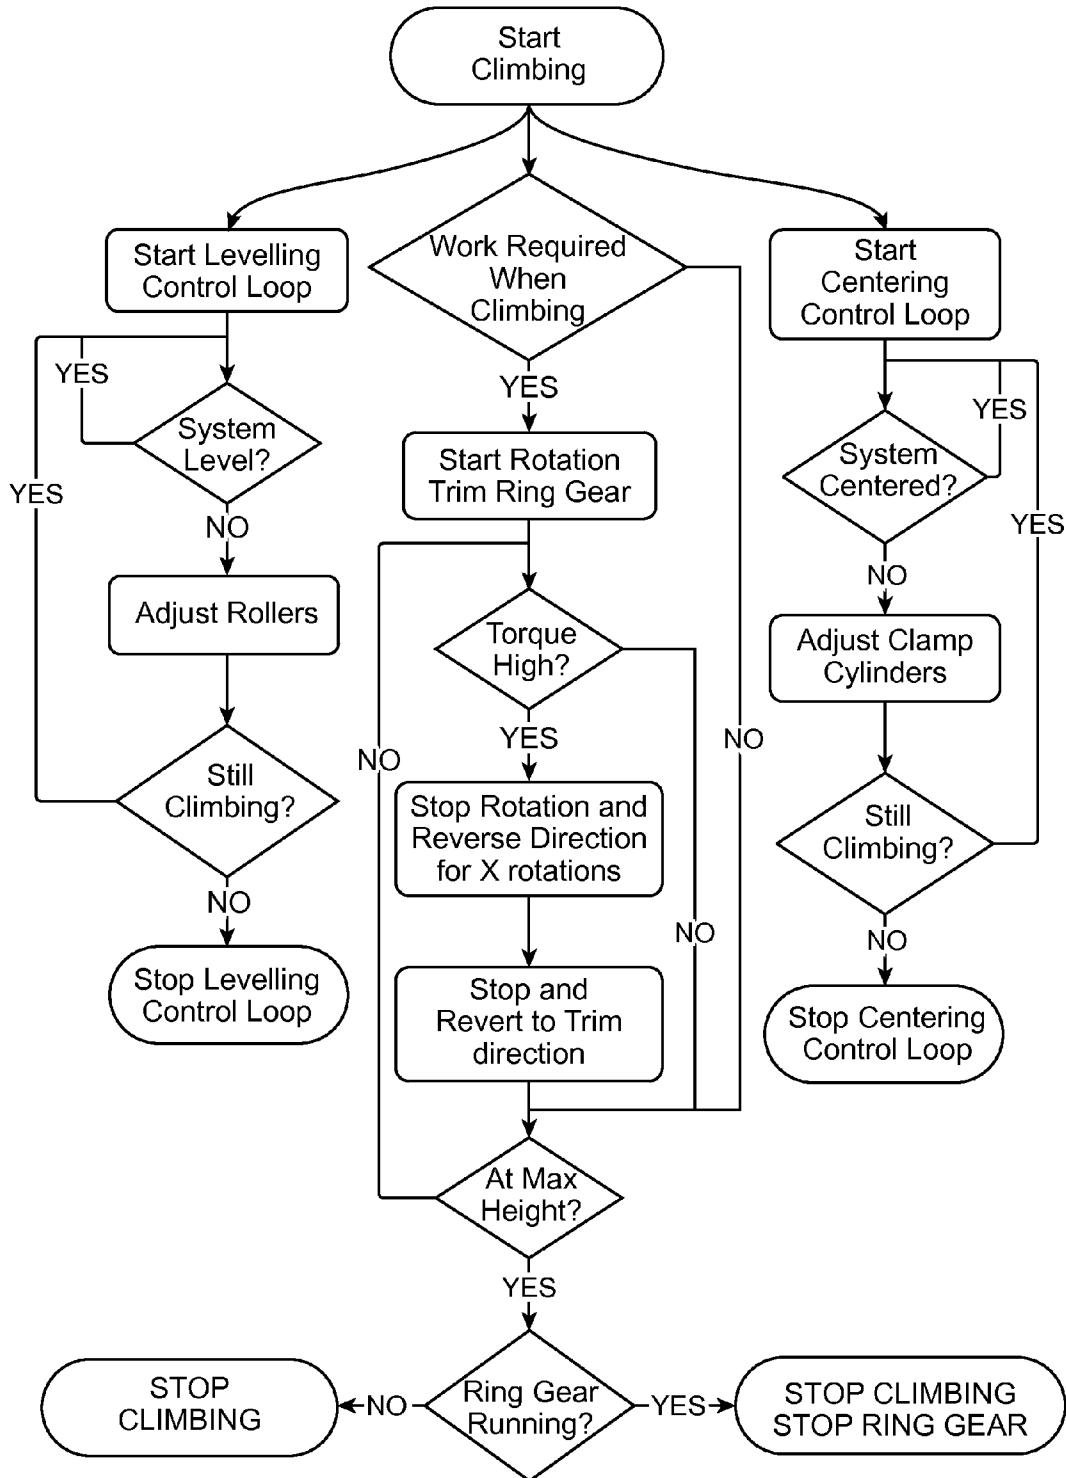 Start
Climbing
Start Levelling
Control Loop
YES
System
Level?
YES
NO
Adjust Rollers
Still
Climbing?
NO
Stop Levelling
Control Loop
Work Required
When
Climbing
YES
Start Rotation
Trim Ring Gear
Torque
High?
YES
NO
NO
Stop Rotation and
Reverse Direction
for X rotations
NO
Stop and
Revert to Trim
direction
At Max
Height?
YES
Ring Gear
Running?
NO
STOP
CLIMBING
YES
STOP CLIMBING
STOP RING GEAR
Start
Centering
Control Loop
YES
System
Centered?
YES
NO
Adjust Clamp
Cylinders
Still
Climbing?
NO
Stop Centering
Control Loop